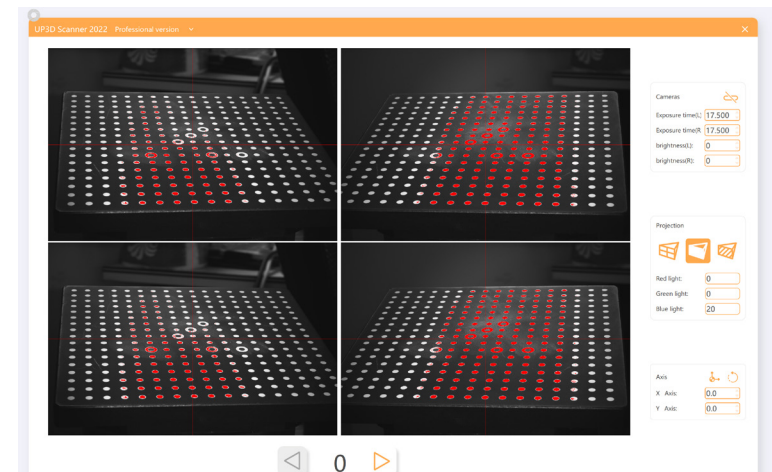 UP3D Scanner 2022 Professional version
Cameras
Exposure time(L: 17.500
Exposure time(R 17.500
brightness(L): 0
brightness(R): 0
Projection
Red light: 0
Green light: 0
Blue light: 20
Axis
X Axis: 0.0
Y Axis: 0.0
0